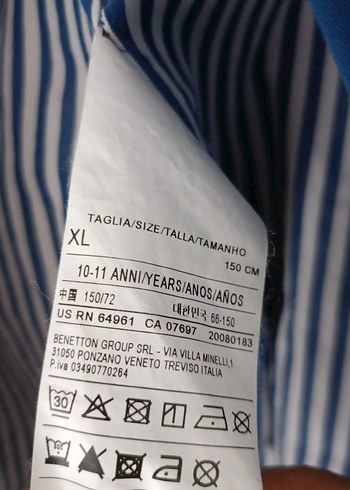 TAGLIA/SIZE/TALLA/TAMANHO
XL
150 CM
10-11 ANNI/YEARS/ANOS/AÑOS
中国 150/72 대한민국 66-150
US RN 64961 CA 07697 20080183
BENETTON GROUP SRL - VIA VILLA MINELLI,1
31050 PONZANO VENETO TREVISO ITALIA
P.iva 03490770264
30